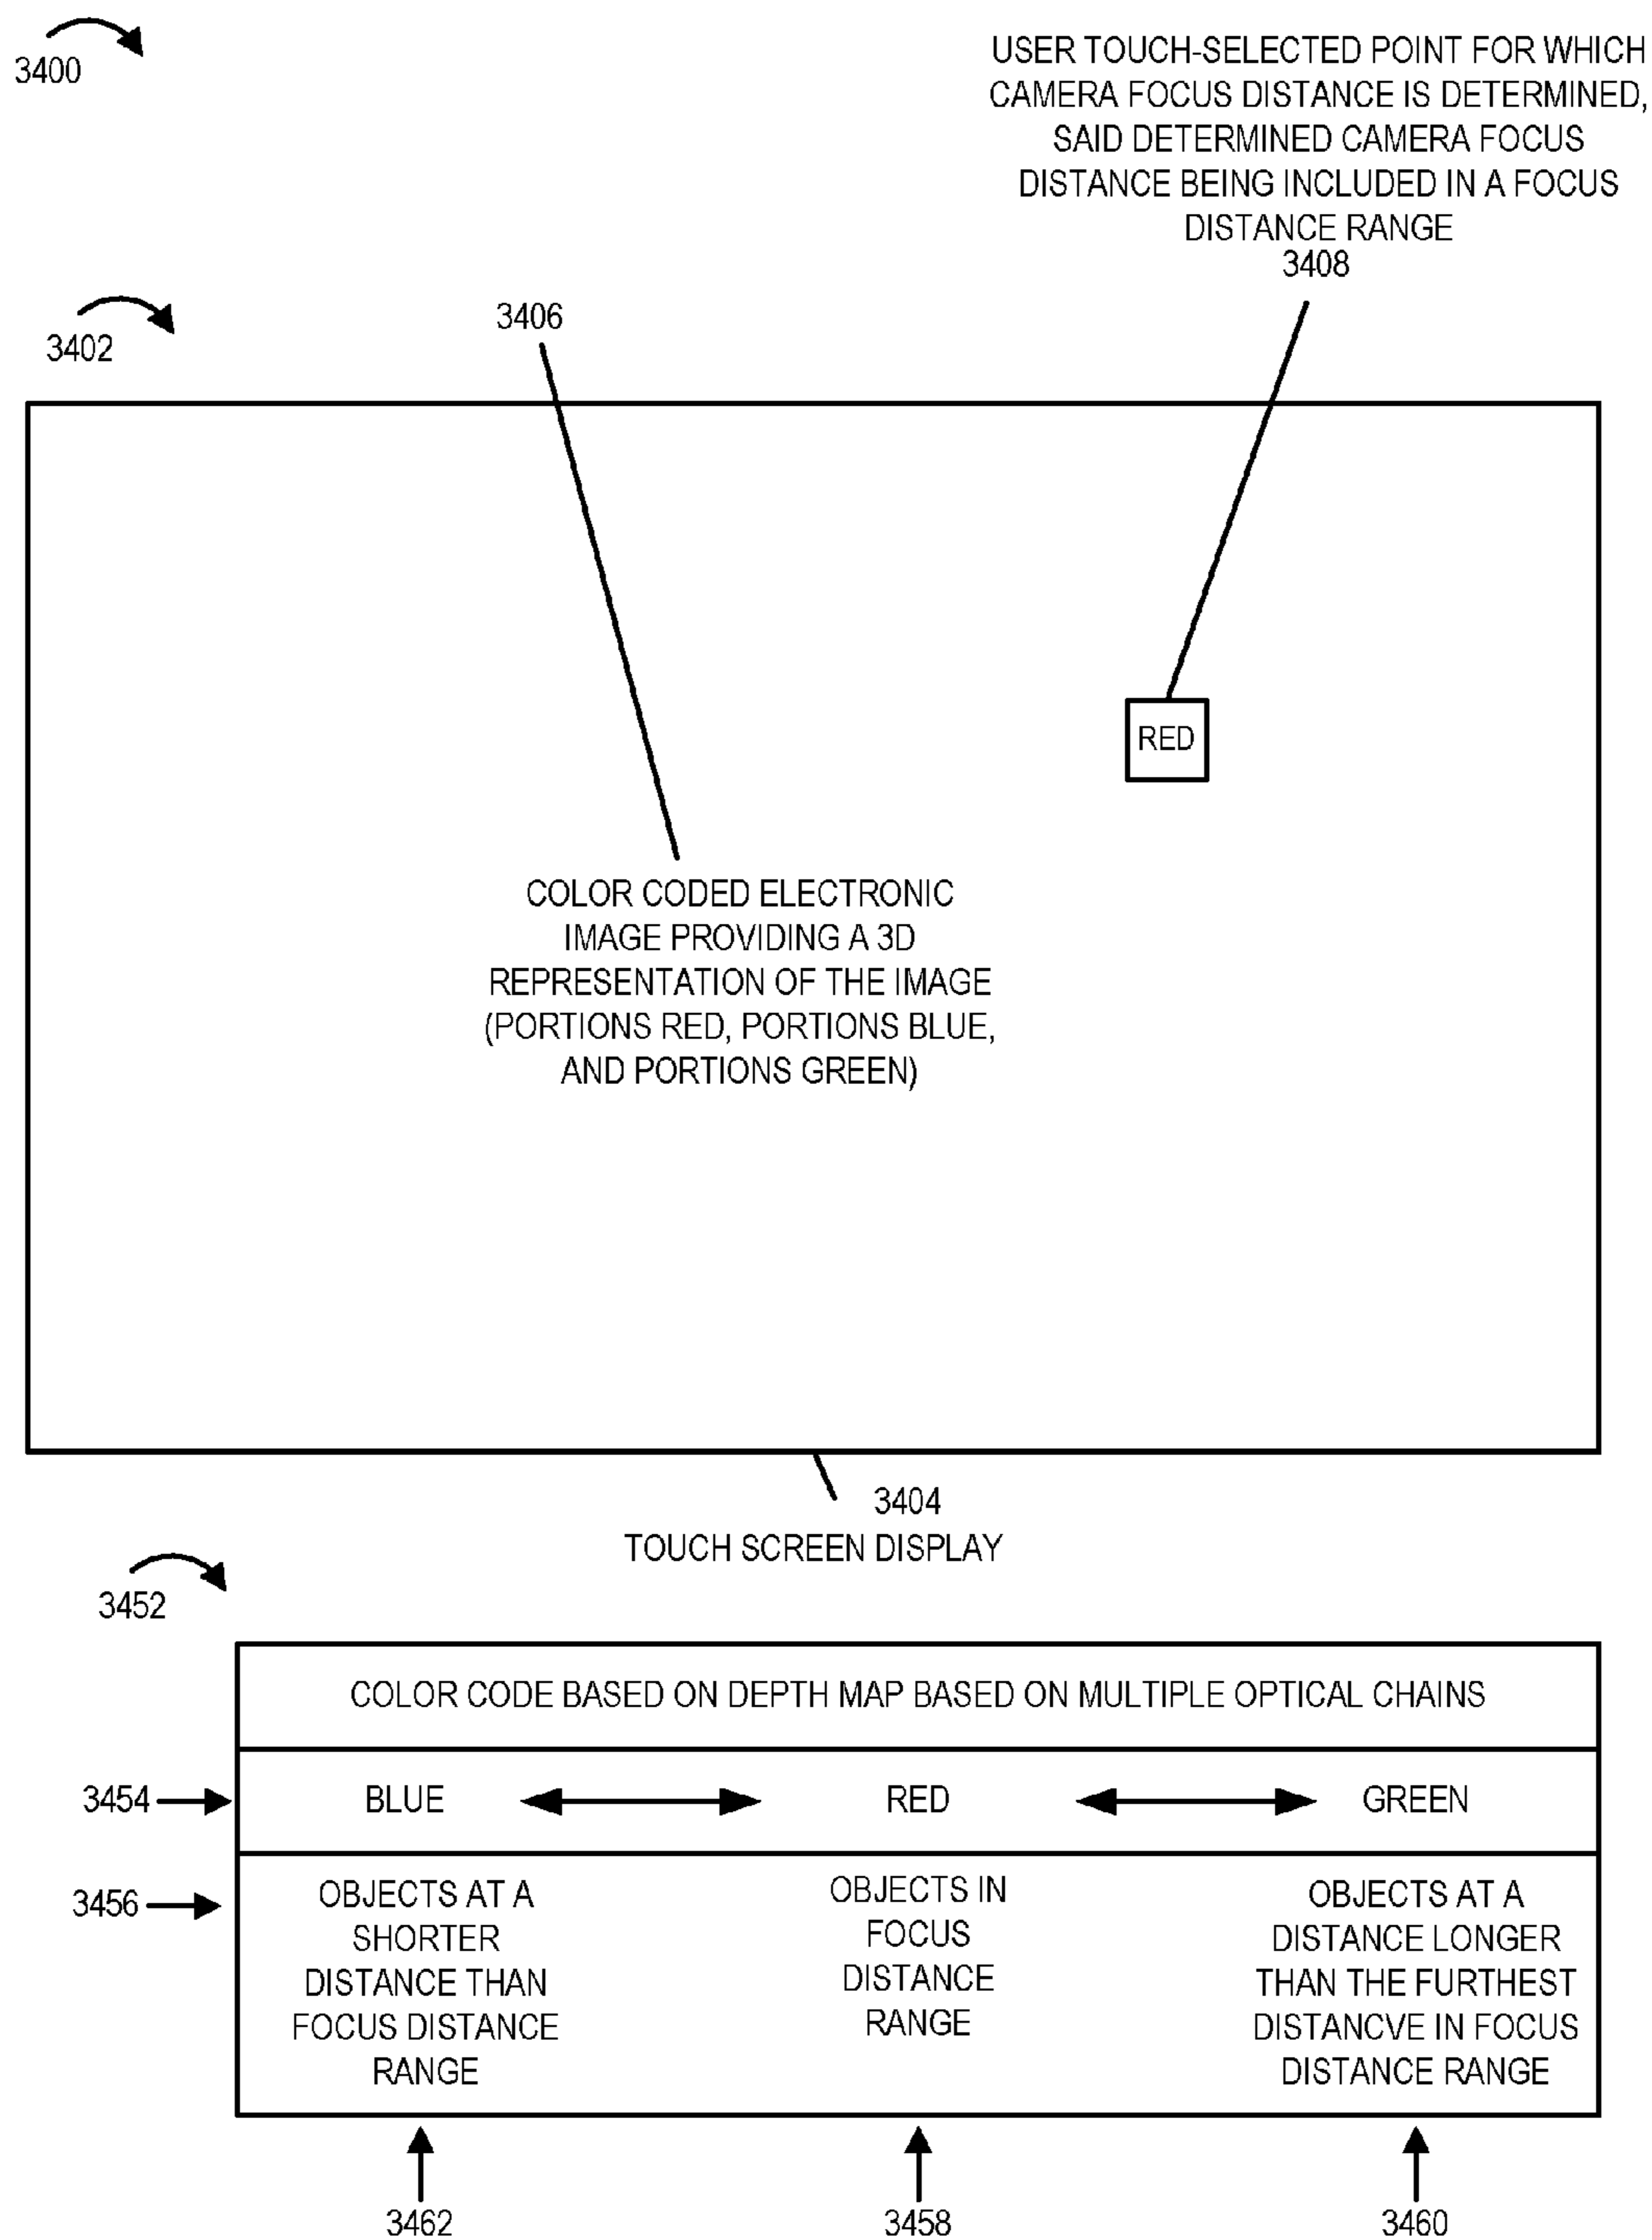 3400
USER TOUCH-SELECTED POINT FOR WHICH
CAMERA FOCUS DISTANCE IS DETERMINED,
SAID DETERMINED CAMERA FOCUS
DISTANCE BEING INCLUDED IN A FOCUS
DISTANCE RANGE
3408
3402
3406
RED
COLOR CODED ELECTRONIC
IMAGE PROVIDING A 3D
REPRESENTATION OF THE IMAGE
(PORTIONS RED, PORTIONS BLUE,
AND PORTIONS GREEN)
3404
TOUCH SCREEN DISPLAY
3452
COLOR CODE BASED ON DEPTH MAP BASED ON MULTIPLE OPTICAL CHAINS
3454
BLUE
RED
GREEN
3456
OBJECTS AT A
SHORTER
DISTANCE THAN
FOCUS DISTANCE
RANGE
OBJECTS IN
FOCUS
DISTANCE
RANGE
OBJECTS AT A
DISTANCE LONGER
THAN THE FURTHEST
DISTANCVE IN FOCUS
DISTANCE RANGE
3462
3458
3460